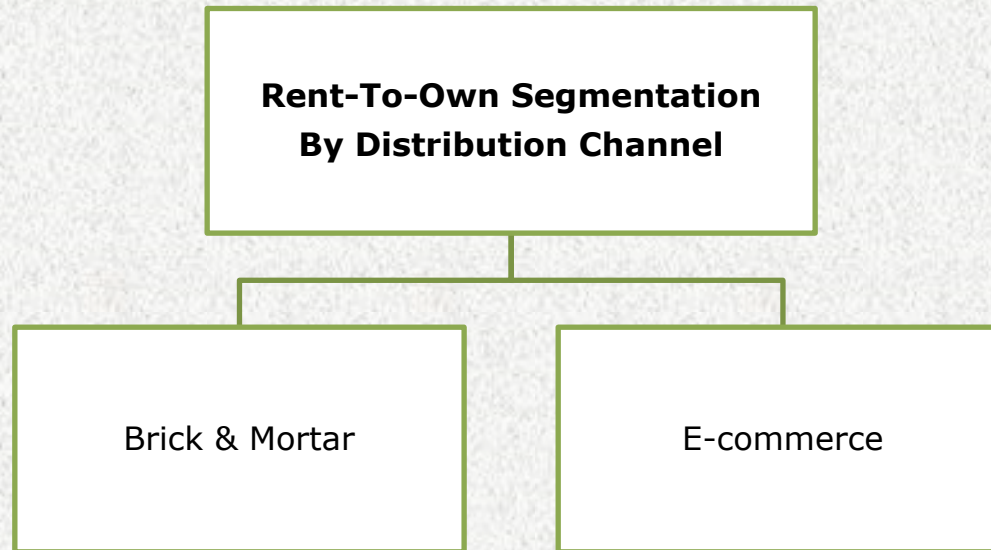 Rent-To-Own Segmentation
By Distribution Channel
Brick & Mortar
E-commerce